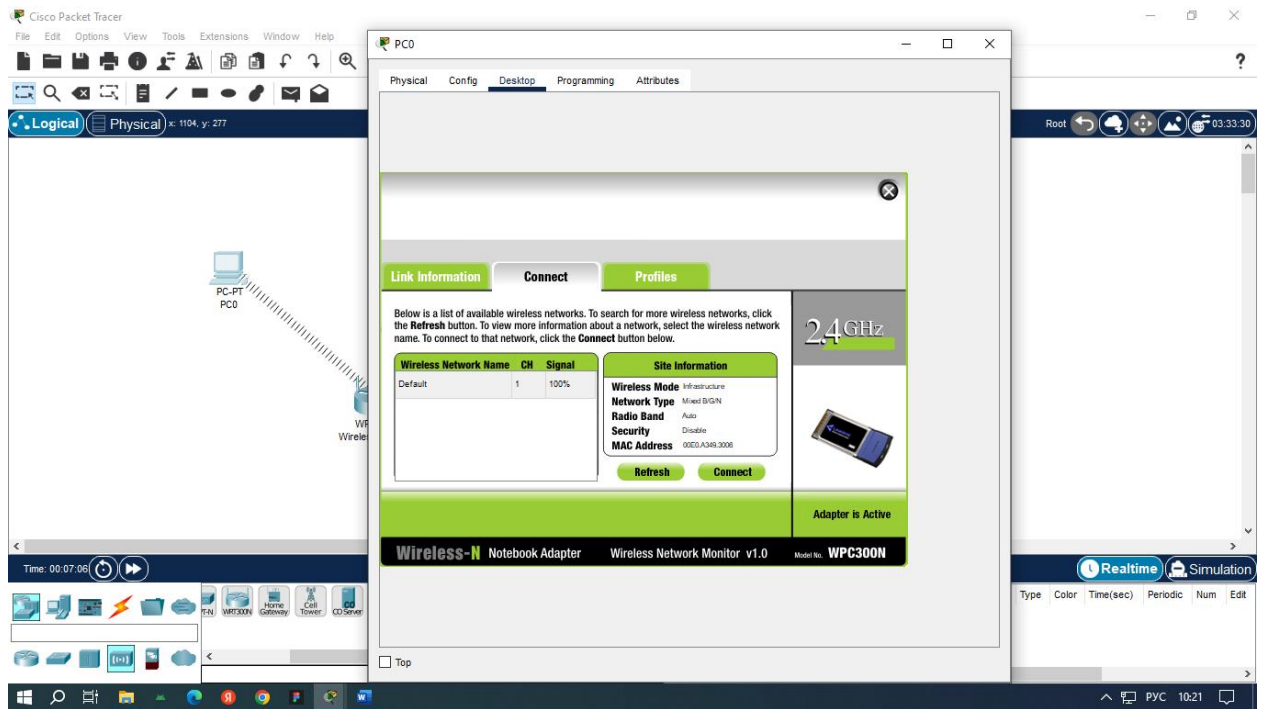 Cisco Packet Tracer
File Edit Options View Tools Extensions Window Help
PC0
?
Physical Config Desktop Programming Attributes
Logical Physical x: 1104, y: 277
Root 03:33:30
Link Information Connect Profiles
PC-PT
PC0
Below is a list of available wireless networks. To search for more wireless networks, click
the Refresh button. To view more information about a network, select the wireless network
name. To connect to that network, click the Connect button below.
2.4GHz
Wireless Network Name CH Signal
Site Information
Default 1 100%
Wireless Mode Infrastructure
Network Type Mixed B/G/N
Radio Band Auto
Security Disable
MAC Address 00E0.A349.3006
WR
Wirele
Refresh Connect
Adapter is Active
Wireless-N Notebook Adapter Wireless Network Monitor v1.0 Model No. WPC300N
Time: 00:07:06
Realtime Simulation
WRT300N Home Gateway Cell Tower CO Server
Type Color Time(sec) Periodic Num Edit
Top
РУС 10:21